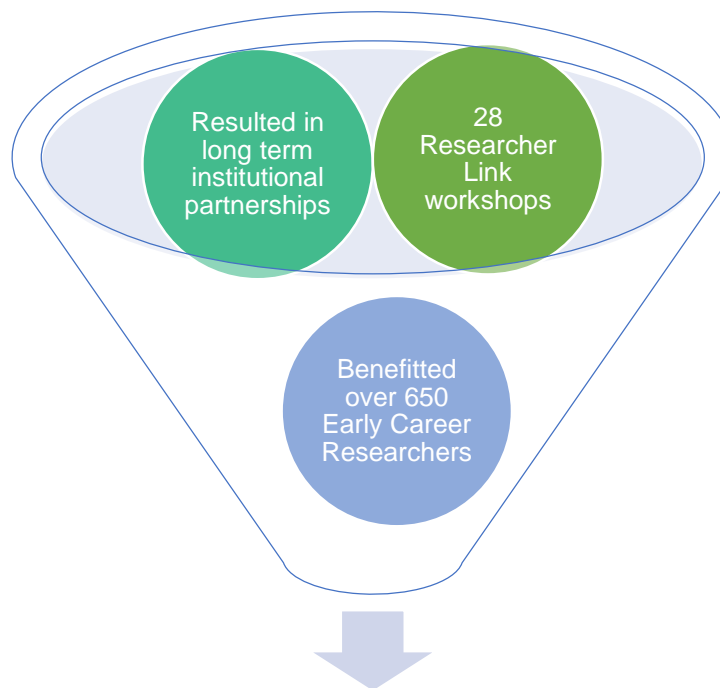 Resulted in
long term
institutional
partnerships
28
Researcher
Link
workshops
Benefitted
over 650
Early Career
Researchers